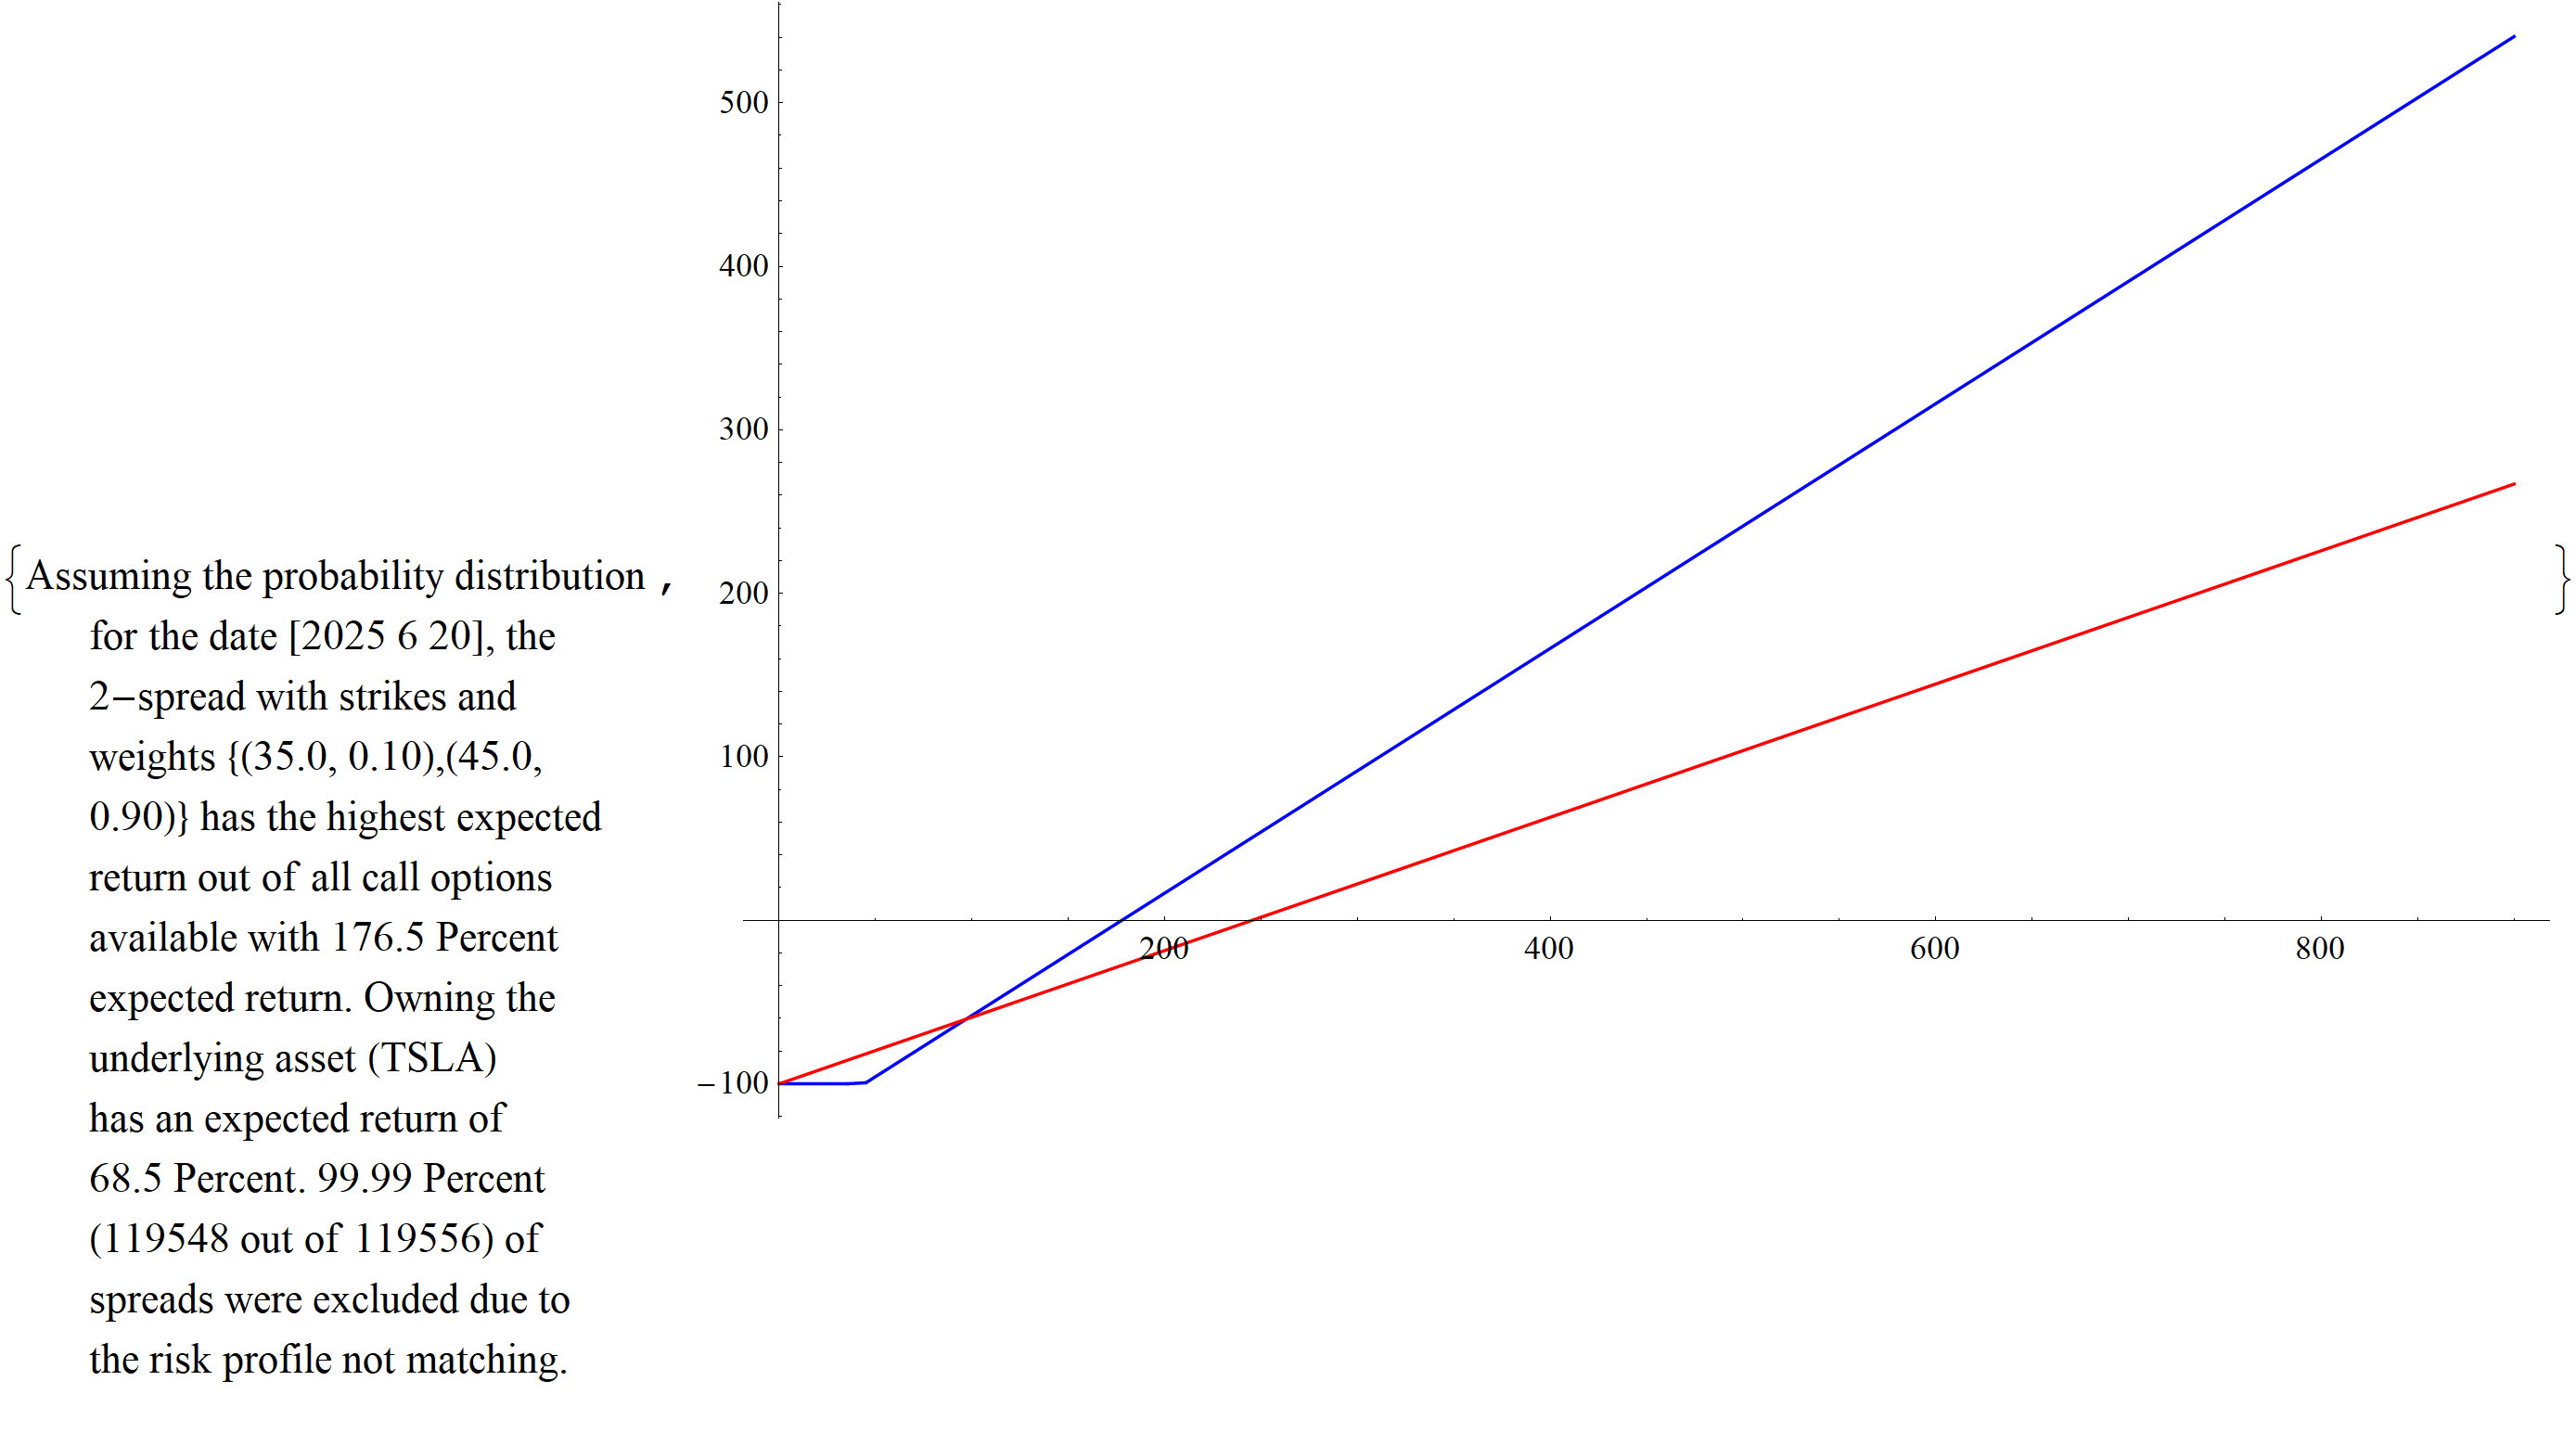 500
400
300
200
100
-100
200
400
600
800
{Assuming the probability distribution ,
for the date [2025 6 20], the
2-spread with strikes and
weights {(35.0, 0.10),(45.0,
0.90)} has the highest expected
return out of all call options
available with 176.5 Percent
expected return. Owning the
underlying asset (TSLA)
has an expected return of
68.5 Percent. 99.99 Percent
(119548 out of 119556) of
spreads were excluded due to
the risk profile not matching.
}